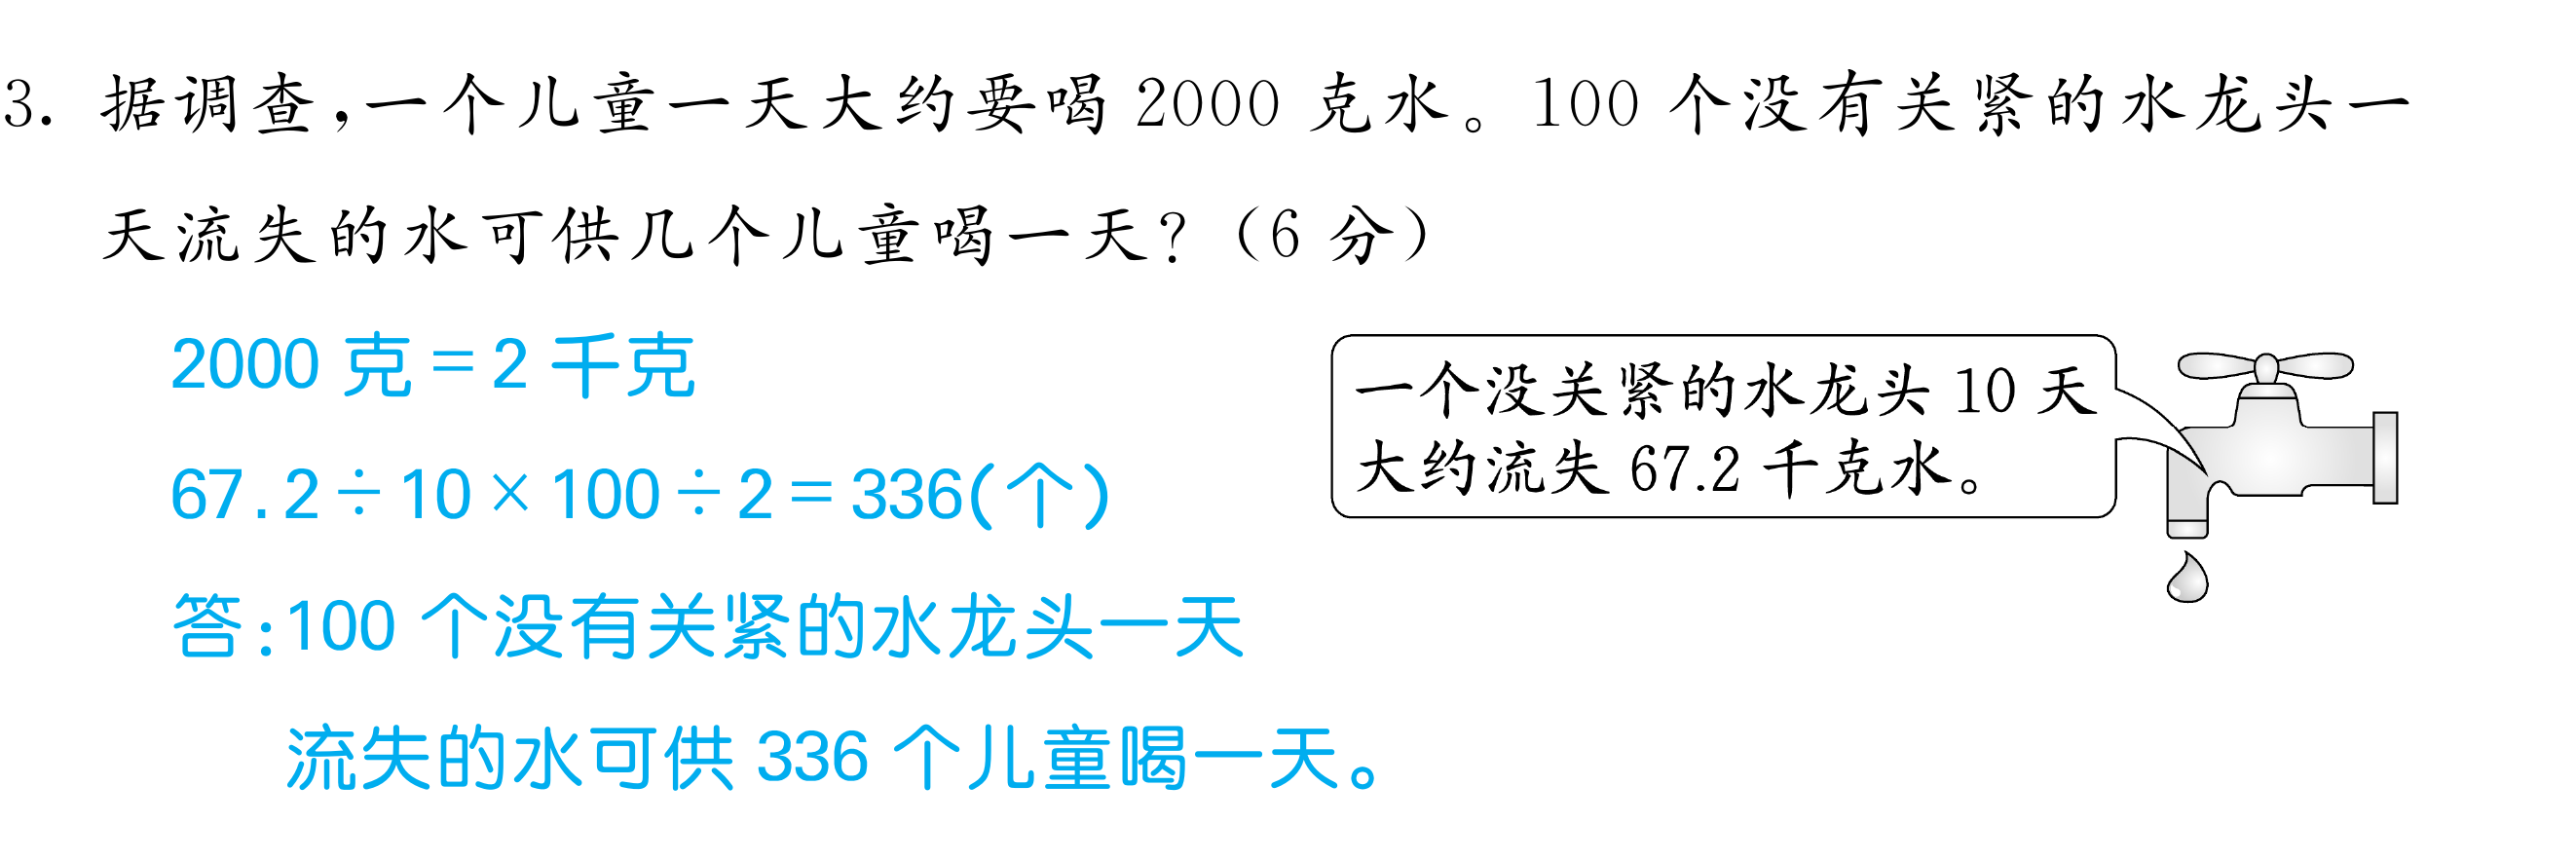 3. 据调查,一个儿童一天大约要喝 2000 克水。100 个没有关紧的水龙头一
天流失的水可供几个儿童喝一天?(6 分)
2000 克=2 千克
一个没关紧的水龙头 10 天
大约流失 67.2 千克水。
67.2÷10×100÷2=336(个)
答:100 个没有关紧的水龙头一天
流失的水可供 336 个儿童喝一天。